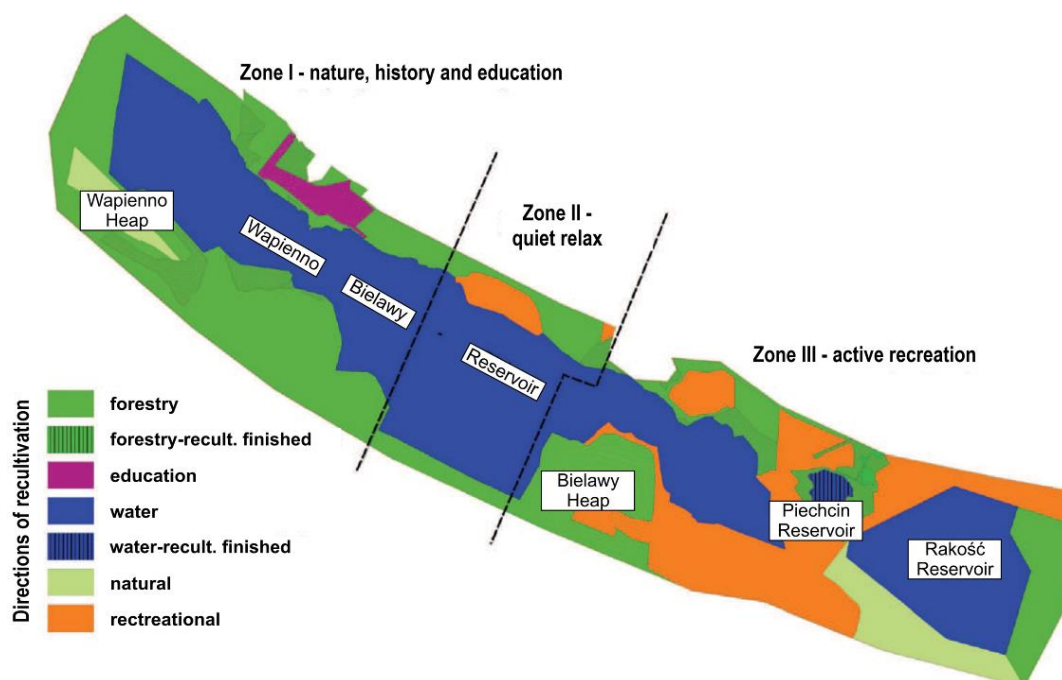 Zone I - nature, history and education
Zone II -
quiet relax
Zone III - active recreation
Wapienno
Heap
Wapienno
Bielawy
Reservoir
Bielawy
Heap
Piechcin
Reservoir
Rakość
Reservoir
Directions of recultivation
forestry
forestry-recult. finished
education
water
water-recult. finished
natural
rectreational